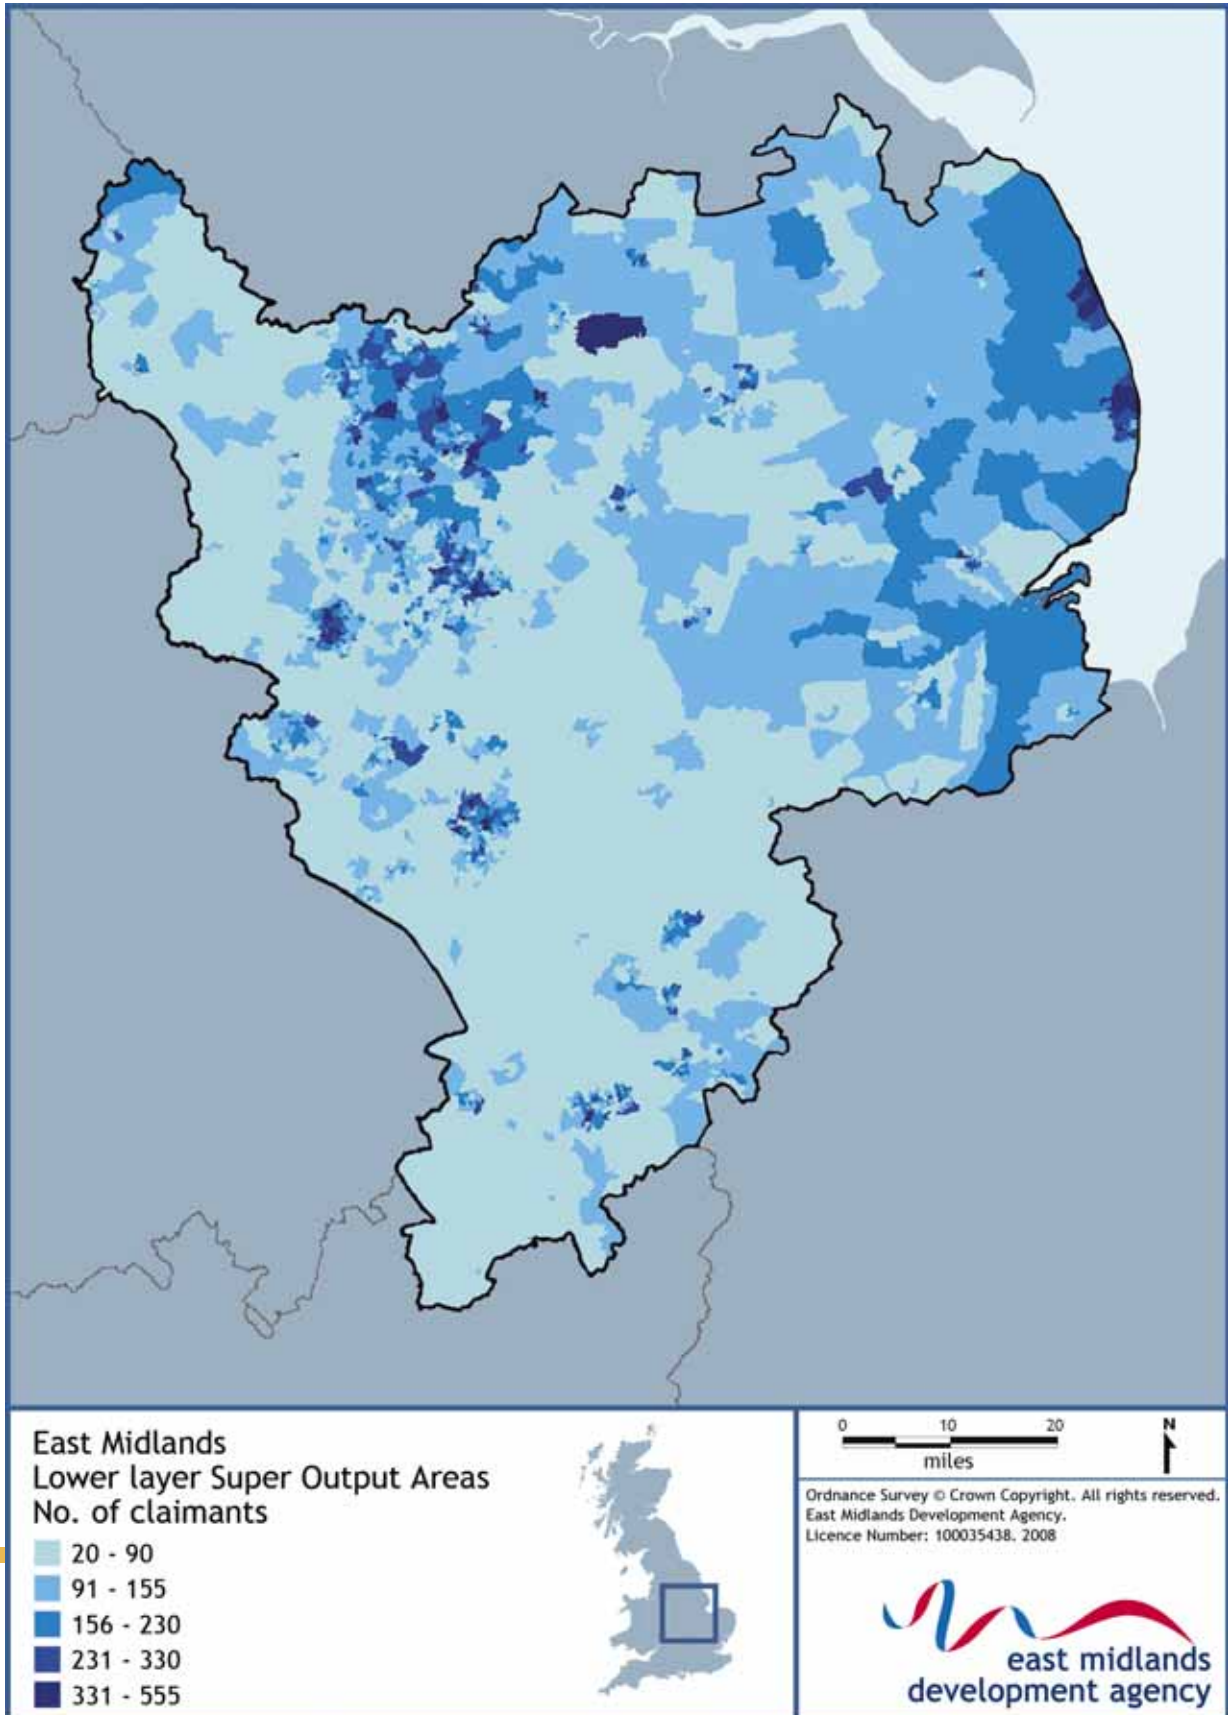 East Midlands
Lower layer Super Output Areas
No. of claimants
20 - 90
91 - 155
156 - 230
231 - 330
331 - 555
0 10 20
miles
N
Ordnance Survey © Crown Copyright. All rights reserved.
East Midlands Development Agency.
Licence Number: 100035438. 2008
east midlands
development agency